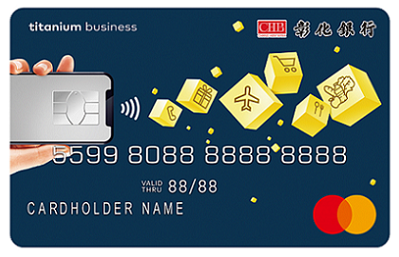 titanium business
CHB 彰化銀行
5599 8088 8888 8888
VALID THRU 88/88
CARDHOLDER NAME